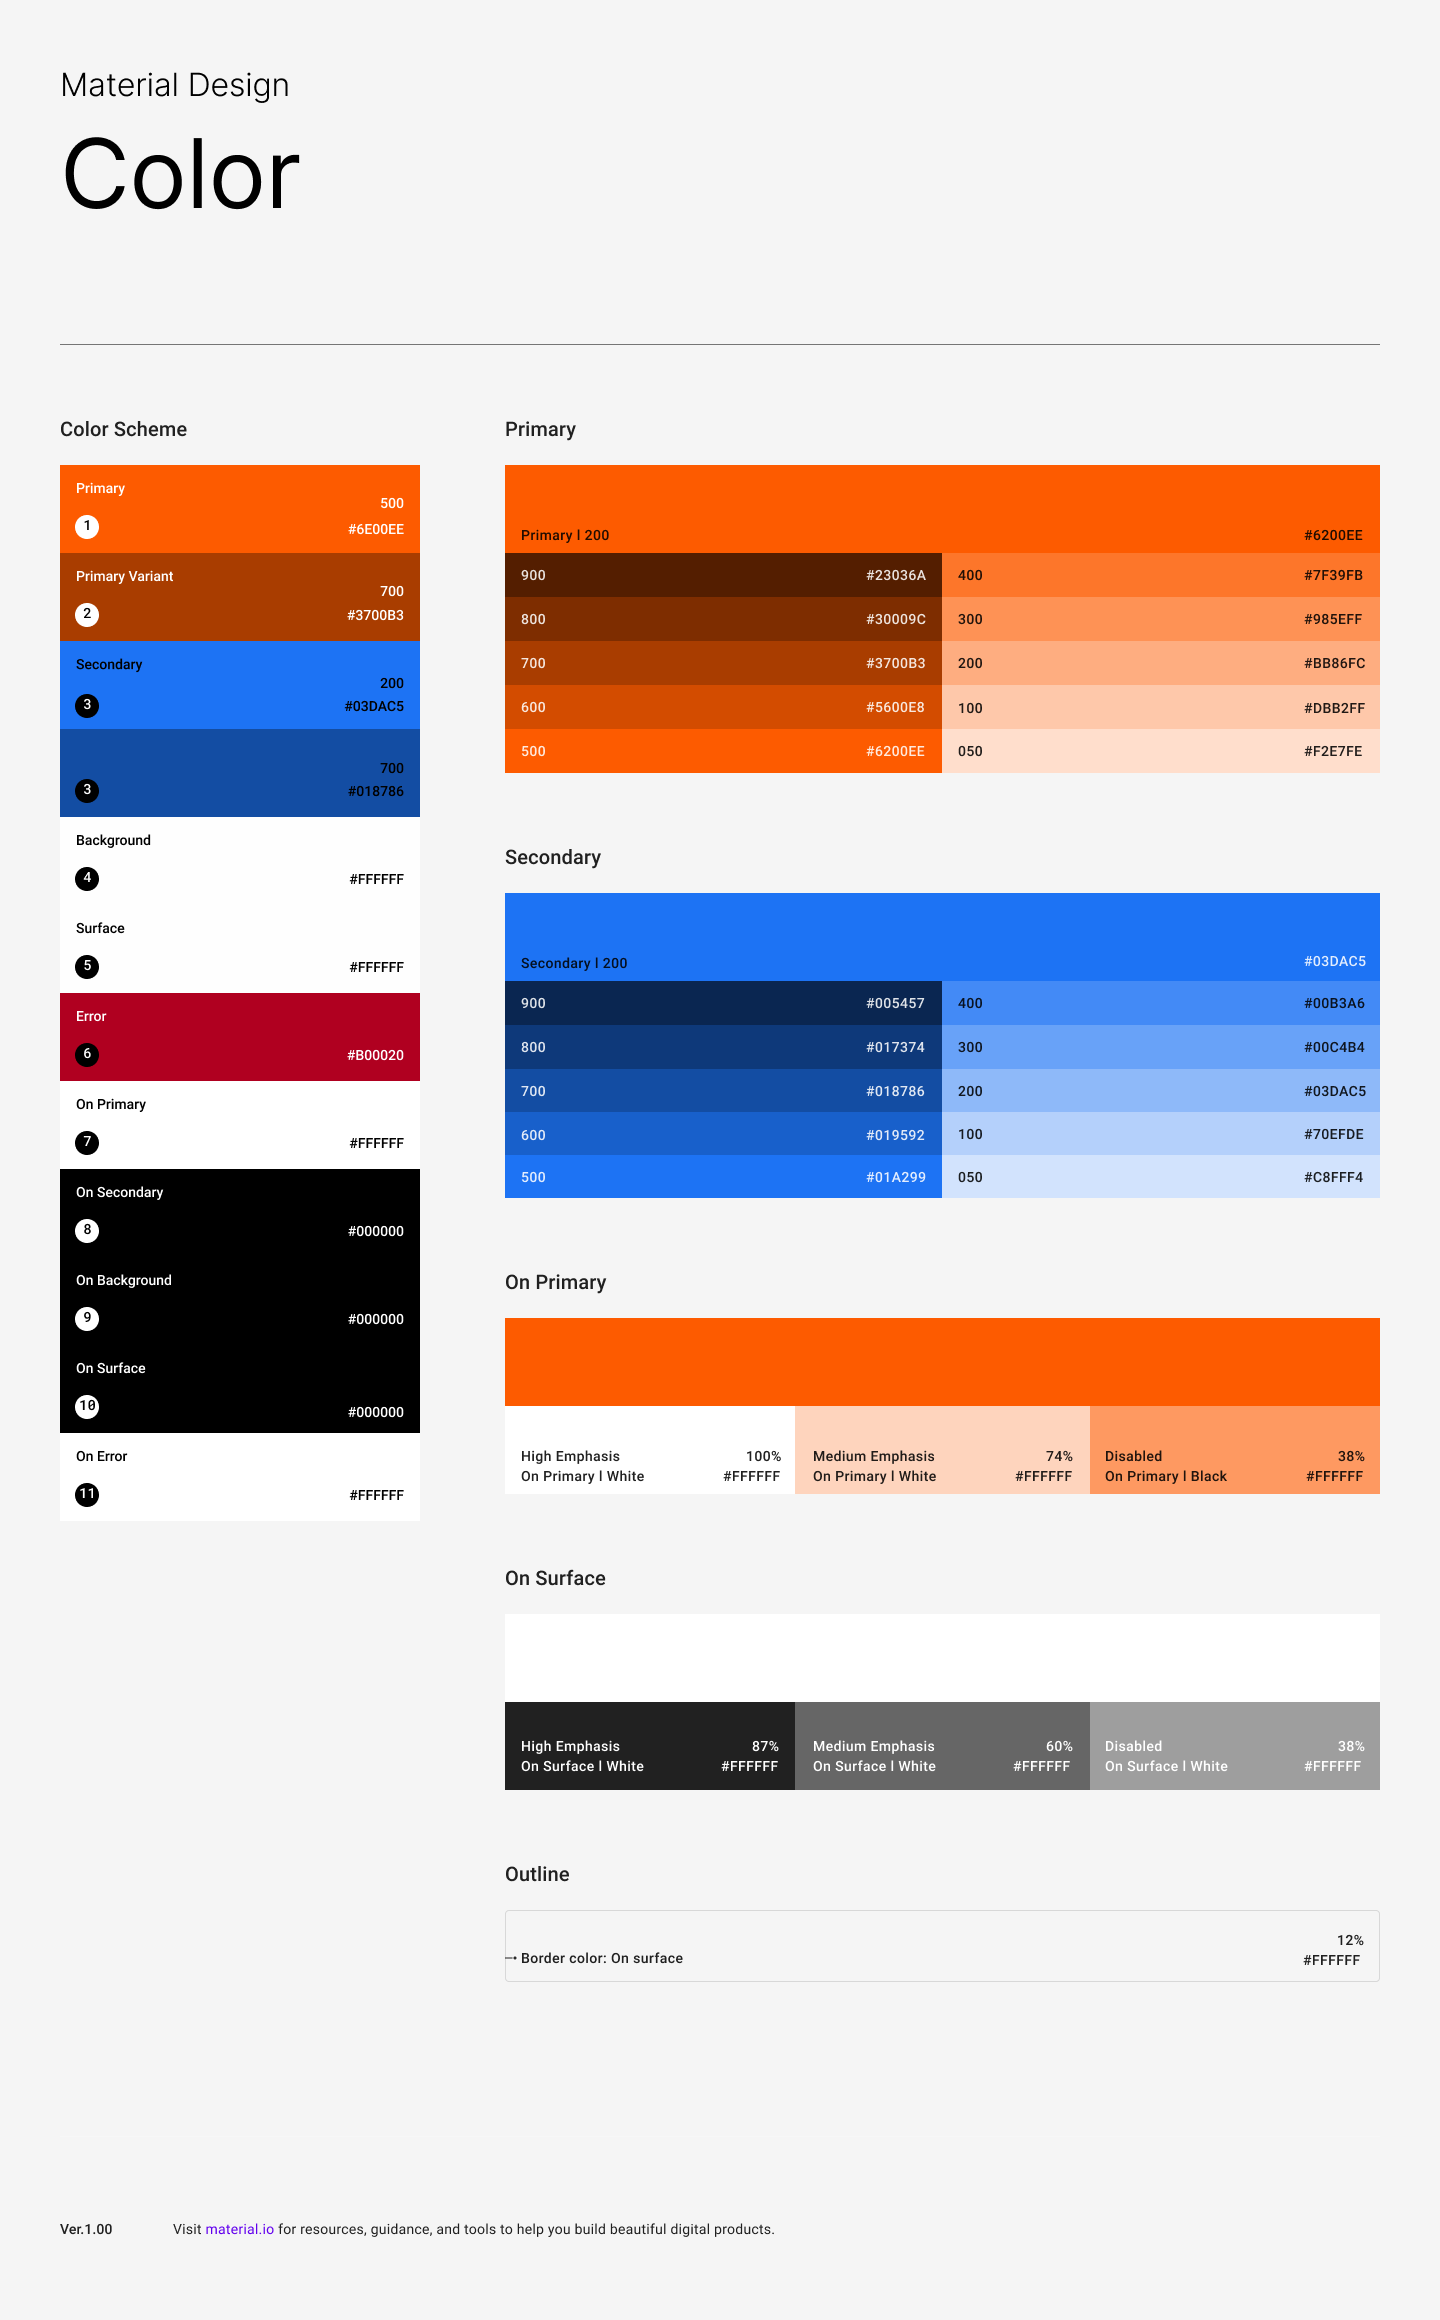 Material Design
Color
Color Scheme
Primary
500
1
#6E00EE
Primary Variant
700
2
#3700B3
Secondary
200
3
#03DAC5
700
3
#018786
Background
4
#FFFFFF
Surface
5
#FFFFFF
Error
6
#B00020
On Primary
7
#FFFFFF
On Secondary
8
#000000
On Background
9
#000000
On Surface
10
#000000
On Error
11
#FFFFFF
Primary
Primary | 200 #6200EE
900 #23036A 400 #7F39FB
800 #30009C 300 #985EFF
700 #3700B3 200 #BB86FC
600 #5600E8 100 #DBB2FF
500 #6200EE 050 #F2E7FE
Secondary
Secondary | 200 #03DAC5
900 #005457 400 #00B3A6
800 #017374 300 #00C4B4
700 #018786 200 #03DAC5
600 #019592 100 #70EFDE
500 #01A299 050 #C8FFF4
On Primary
High Emphasis 100% Medium Emphasis 74% Disabled 38%
On Primary | White #FFFFFF On Primary | White #FFFFFF On Primary | Black #FFFFFF
On Surface
High Emphasis 87% Medium Emphasis 60% Disabled 38%
On Surface | White #FFFFFF On Surface | White #FFFFFF On Surface | White #FFFFFF
Outline
12%
Border color: On surface
#FFFFFF
Ver.1.00 Visit material.io for resources, guidance, and tools to help you build beautiful digital products.